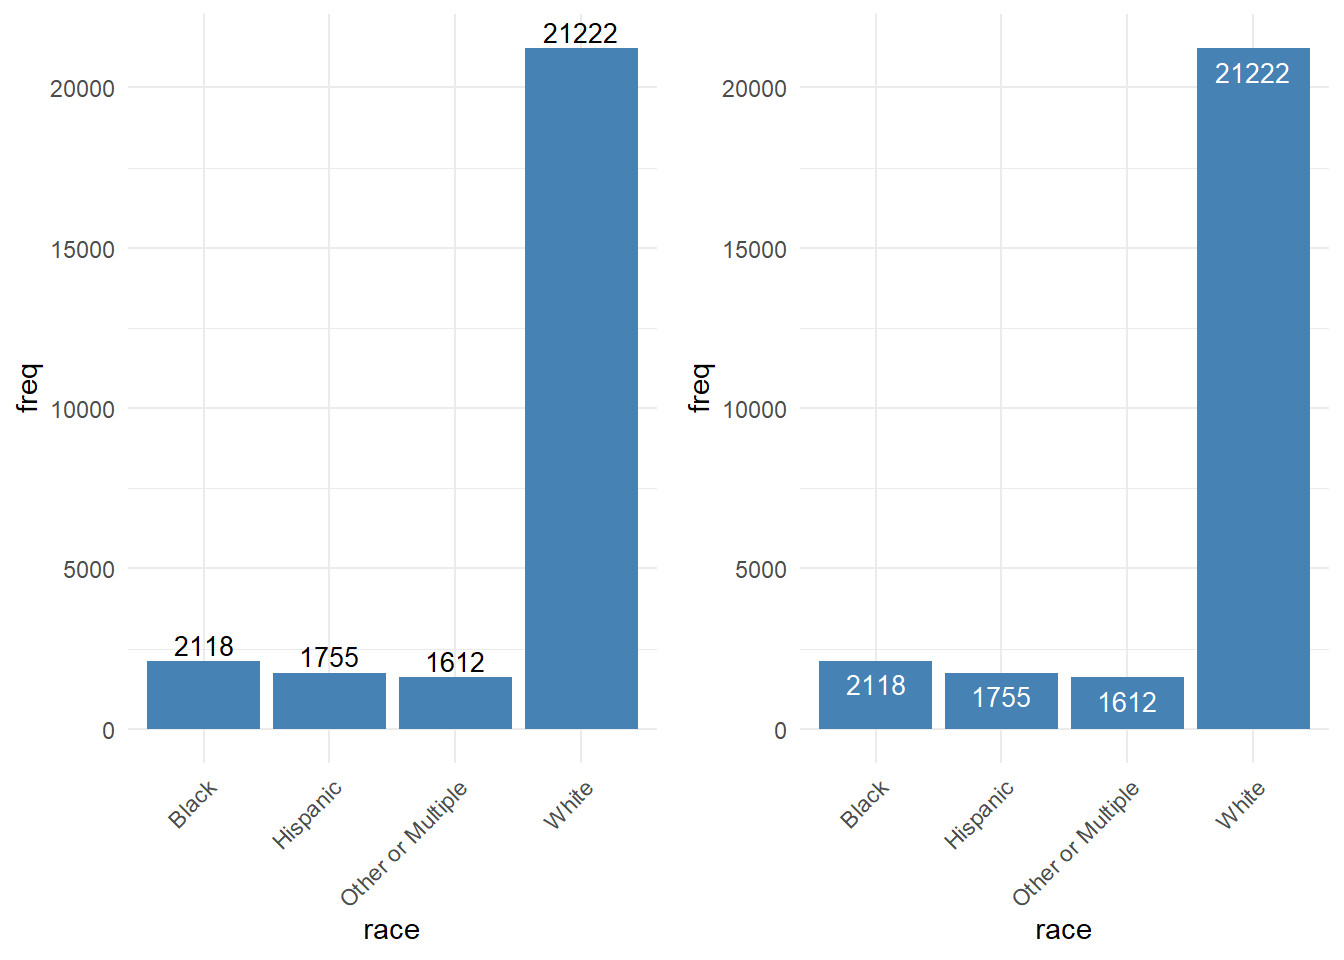 21222
20000
15000
freq
10000
5000
2118
1755
1612
0
Black
Hispanic
Other or Multiple
White
race
21222
20000
15000
freq
10000
5000
2118
1755
1612
0
Black
Hispanic
Other or Multiple
White
race